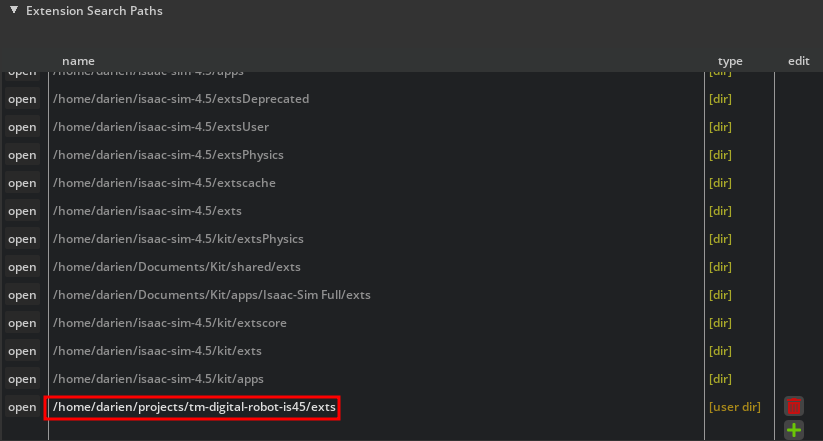 Extension Search Paths
name type edit
open /home/darien/isaac-sim-4.5/apps [dir]
open /home/darien/isaac-sim-4.5/extsDeprecated [dir]
open /home/darien/isaac-sim-4.5/extsUser [dir]
open /home/darien/isaac-sim-4.5/extsPhysics [dir]
open /home/darien/isaac-sim-4.5/extscache [dir]
open /home/darien/isaac-sim-4.5/exts [dir]
open /home/darien/isaac-sim-4.5/kit/extsPhysics [dir]
open /home/darien/Documents/Kit/shared/exts [dir]
open /home/darien/Documents/Kit/apps/Isaac-Sim Full/exts [dir]
open /home/darien/isaac-sim-4.5/kit/extscore [dir]
open /home/darien/isaac-sim-4.5/kit/exts [dir]
open /home/darien/isaac-sim-4.5/kit/apps [dir]
open /home/darien/projects/tm-digital-robot-is45/exts [user dir]